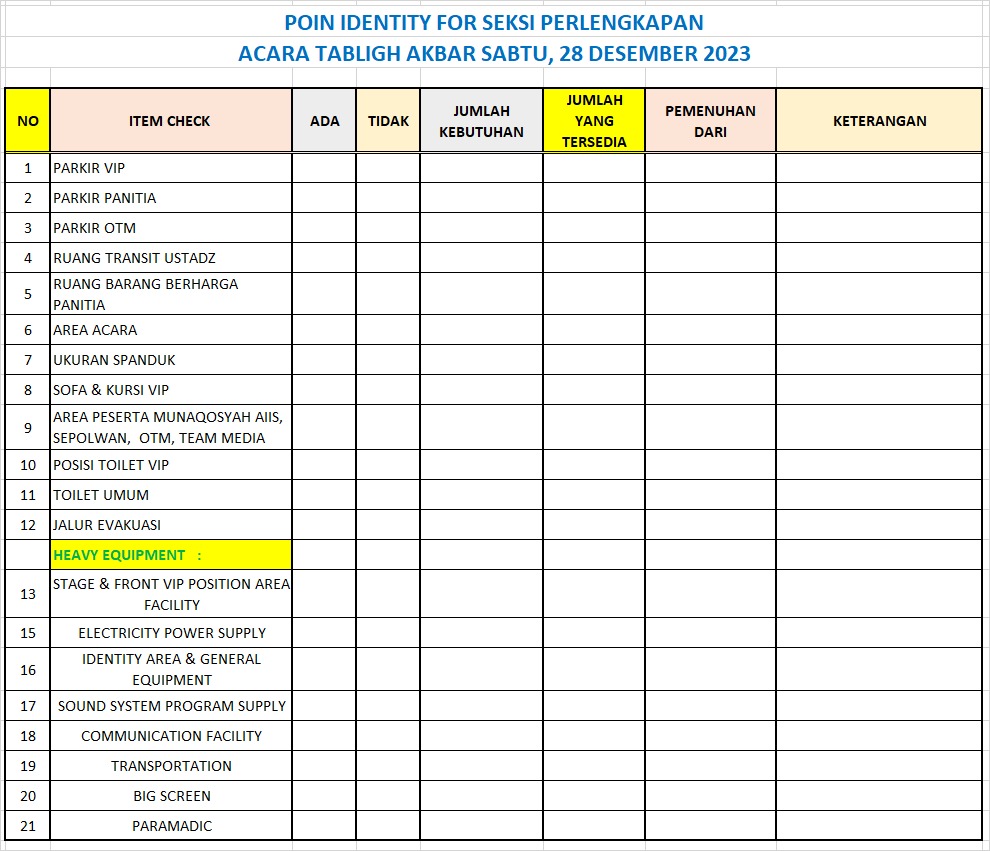 POIN IDENTITY FOR SEKSI PERLENGKAPAN
ACARA TABLIGH AKBAR SABTU, 28 DESEMBER 2023
NO ITEM CHECK ADA TIDAK JUMLAH KEBUTUHAN JUMLAH YANG TERSEDIA PEMENUHAN DARI KETERANGAN
1 PARKIR VIP
2 PARKIR PANITIA
3 PARKIR OTM
4 RUANG TRANSIT USTADZ
5 RUANG BARANG BERHARGA
PANITIA
6 AREA ACARA
7 UKURAN SPANDUK
8 SOFA & KURSI VIP
9 AREA PESERTA MUNAQOSYAH AIIS,
SEPOLWAN, OTM, TEAM MEDIA
10 POSISI TOILET VIP
11 TOILET UMUM
12 JALUR EVAKUASI
HEAVY EQUIPMENT :
13 STAGE & FRONT VIP POSITION AREA
FACILITY
15 ELECTRICITY POWER SUPPLY
16 IDENTITY AREA & GENERAL
EQUIPMENT
17 SOUND SYSTEM PROGRAM SUPPLY
18 COMMUNICATION FACILITY
19 TRANSPORTATION
20 BIG SCREEN
21 PARAMADIC